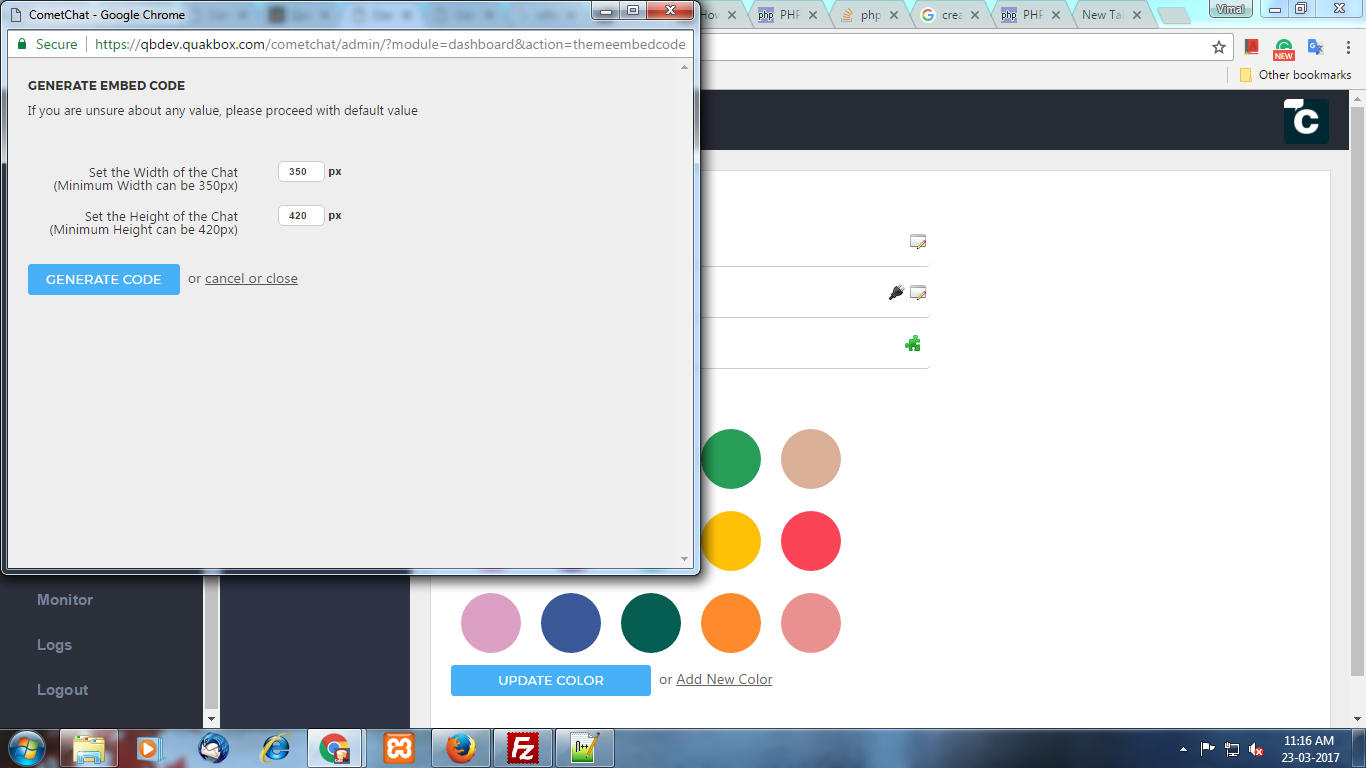 CometChat - Google Chrome
How
PHP
php
crea
PHP
New Tal
Vimal
Secure
https://qbdev.quakbox.com/cometchat/admin/?module=dashboard&action=themeembedcode
NEW
Other bookmarks
GENERATE EMBED CODE
If you are unsure about any value, please proceed with default value
Set the Width of the Chat
(Minimum Width can be 350px)
350 px
Set the Height of the Chat
(Minimum Height can be 420px)
420 px
GENERATE CODE or cancel or close
Monitor
Logs
Logout
UPDATE COLOR or Add New Color
11:16 AM
23-03-2017